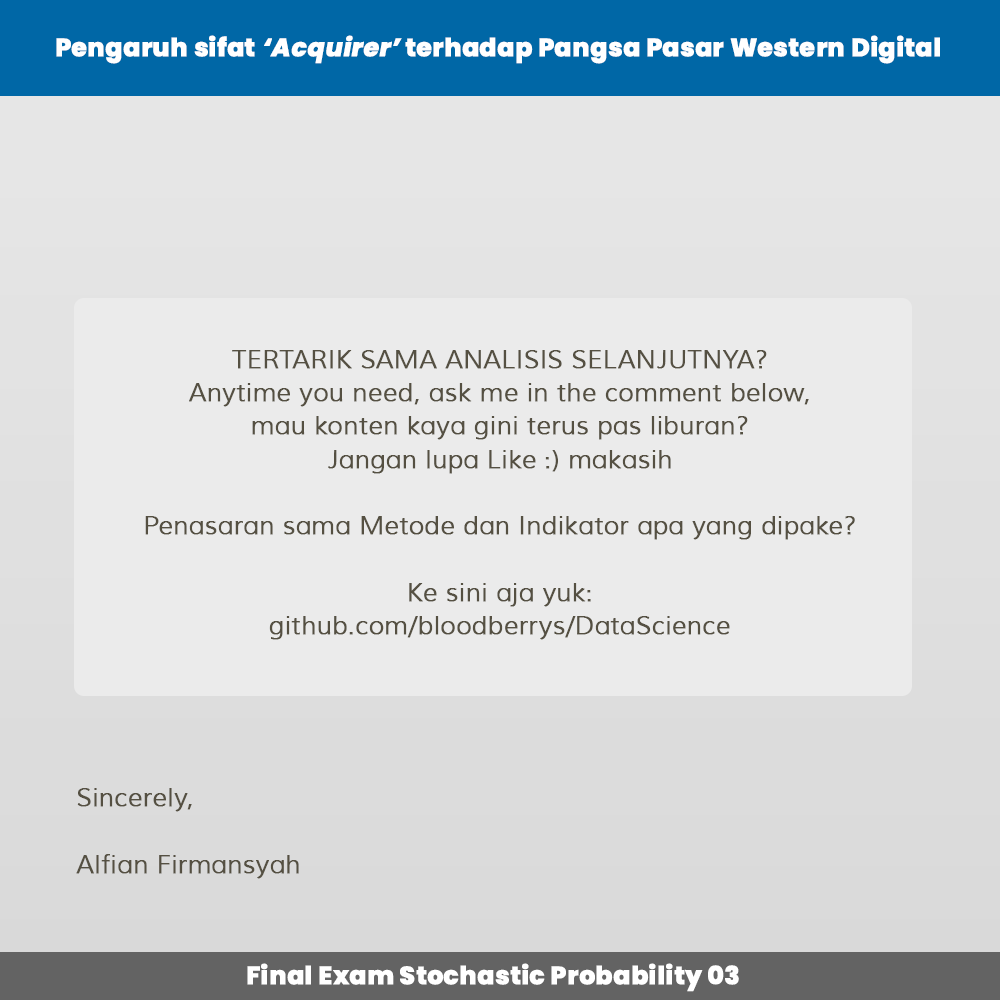 Pengaruh sifat ‘Acquirer’ terhadap Pangsa Pasar Western Digital
TERTARIK SAMA ANALISIS SELANJUTNYA?
Anytime you need, ask me in the comment below,
mau konten kaya gini terus pas liburan?
Jangan lupa Like :) makasih
Penasaran sama Metode dan Indikator apa yang dipake?
Ke sini aja yuk:
github.com/bloodberrys/DataScience
Sincerely,
Alfian Firmansyah
Final Exam Stochastic Probability 03